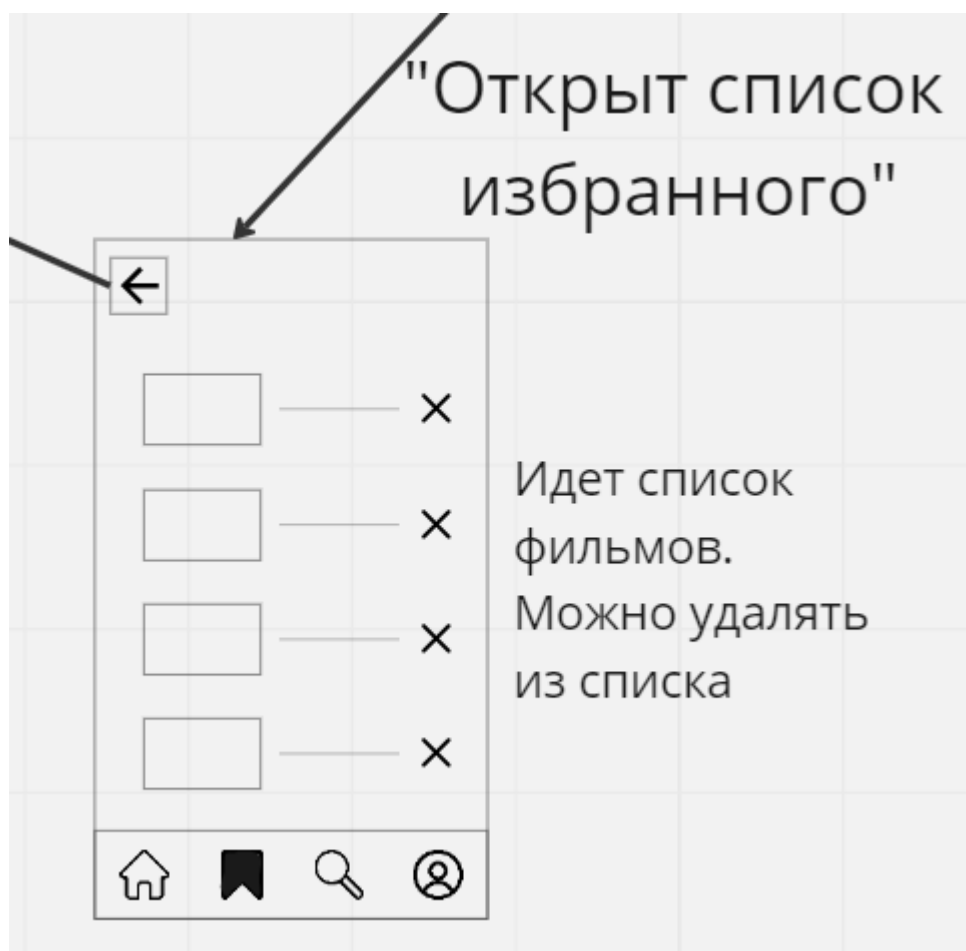 "Открыт список
избранного"
Идет список
фильмов.
Можно удалять
из списка